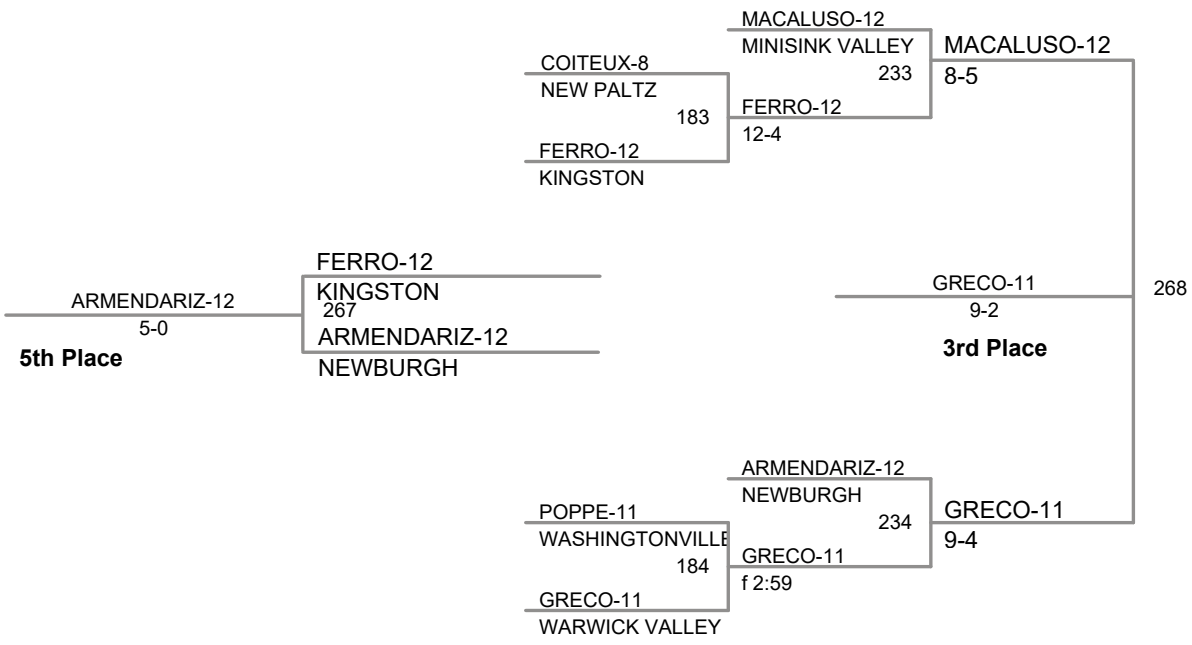 MACALUSO-12
MINISINK VALLEY
233
MACALUSO-12
8-5
COITEUX-8
NEW PALTZ
183
FERRO-12
12-4
FERRO-12
KINGSTON
FERRO-12
KINGSTON
267
ARMENDARIZ-12
5-0
5th Place
ARMENDARIZ-12
NEWBURGH
GRECO-11
9-2
3rd Place
268
ARMENDARIZ-12
NEWBURGH
234
GRECO-11
9-4
POPPE-11
WASHINGTONVILLE
184
GRECO-11
f 2:59
GRECO-11
WARWICK VALLEY